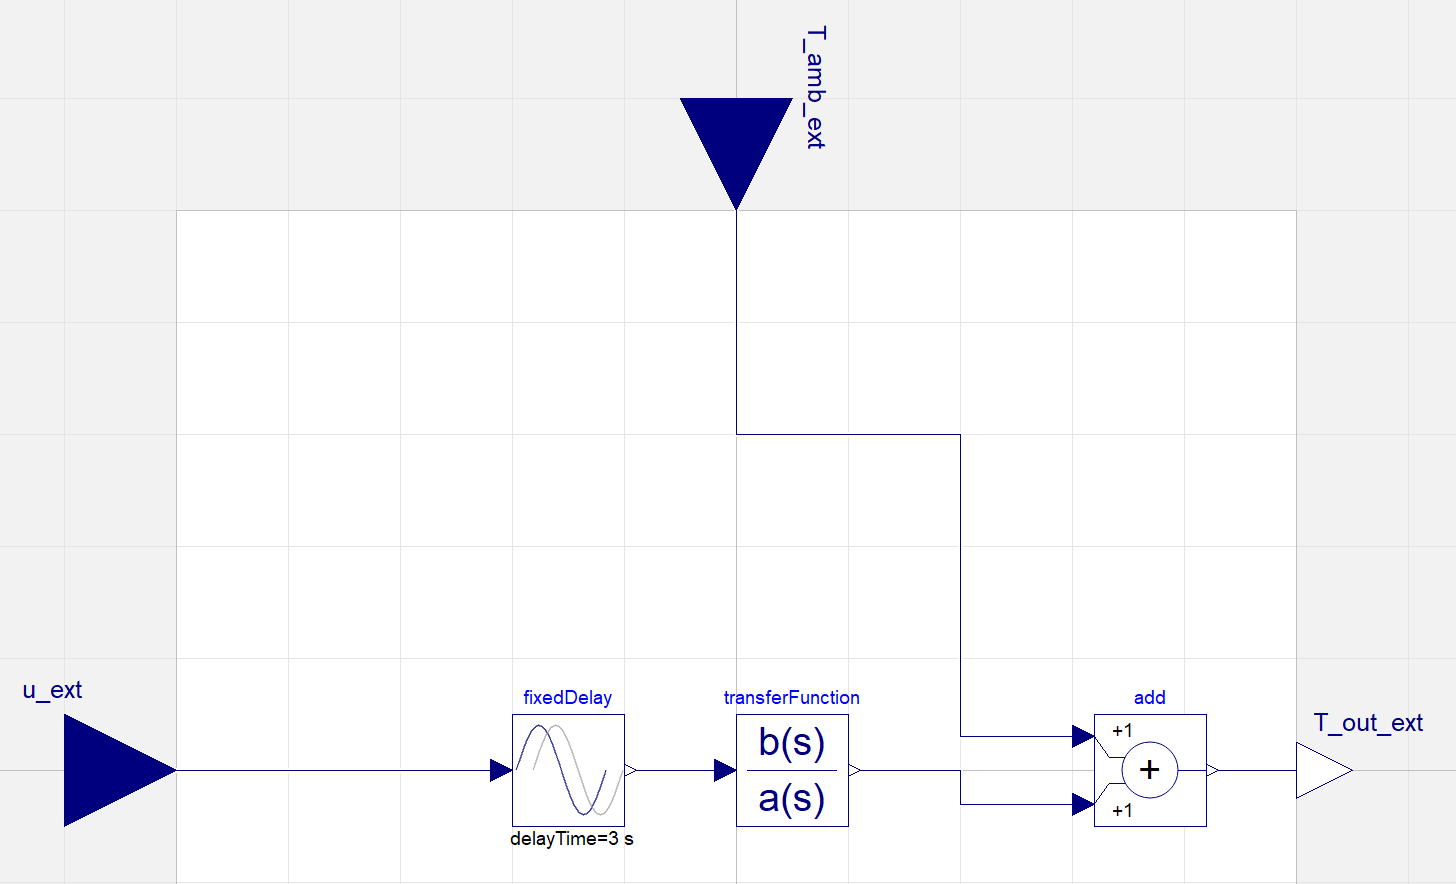 T_amb_ext
u_ext
fixedDelay
transferFunction
add
T_out_ext
b(s)
a(s)
+1
+
+1
delayTime=3 s